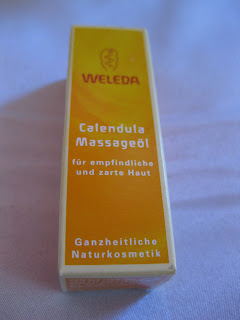 WELEDA
Calendula
Massageöl
für empfindliche
und zarte Haut
Ganzheitliche
Naturkosmetik